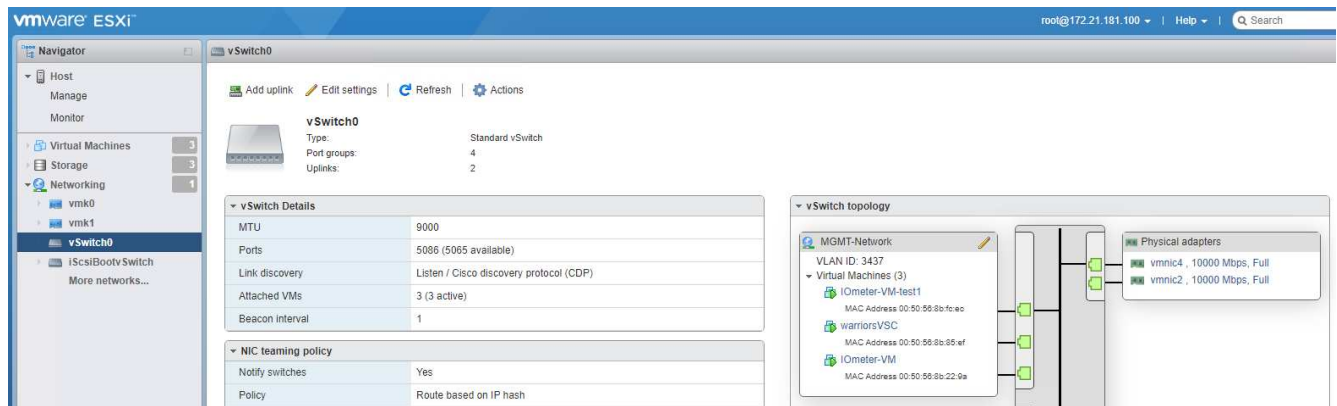 vmware ESXi™
root@172.21.181.100 | Help | Search
Navigator
Host
Manage
Monitor
Virtual Machines 3
Storage 3
Networking 1
vmk0
vmk1
vSwitch0
iScsiBootvSwitch
More networks...
vSwitch0
Add uplink Edit settings | Refresh | Actions
vSwitch0
Type: Standard vSwitch
Port groups: 4
Uplinks: 2
vSwitch Details
MTU 9000
Ports 5086 (5065 available)
Link discovery Listen / Cisco discovery protocol (CDP)
Attached VMs 3 (3 active)
Beacon interval 1
NIC teaming policy
Notify switches Yes
Policy Route based on IP hash
vSwitch topology
MGMT-Network
VLAN ID: 3437
Virtual Machines (3)
IOmeter-VM-test1
MAC Address 00:50:56:8b:fc:ec
warriorsVSC
MAC Address 00:50:56:8b:85:ef
IOmeter-VM
MAC Address 00:50:56:8b:22:9a
Physical adapters
vmnic4 , 10000 Mbps, Full
vmnic2 , 10000 Mbps, Full